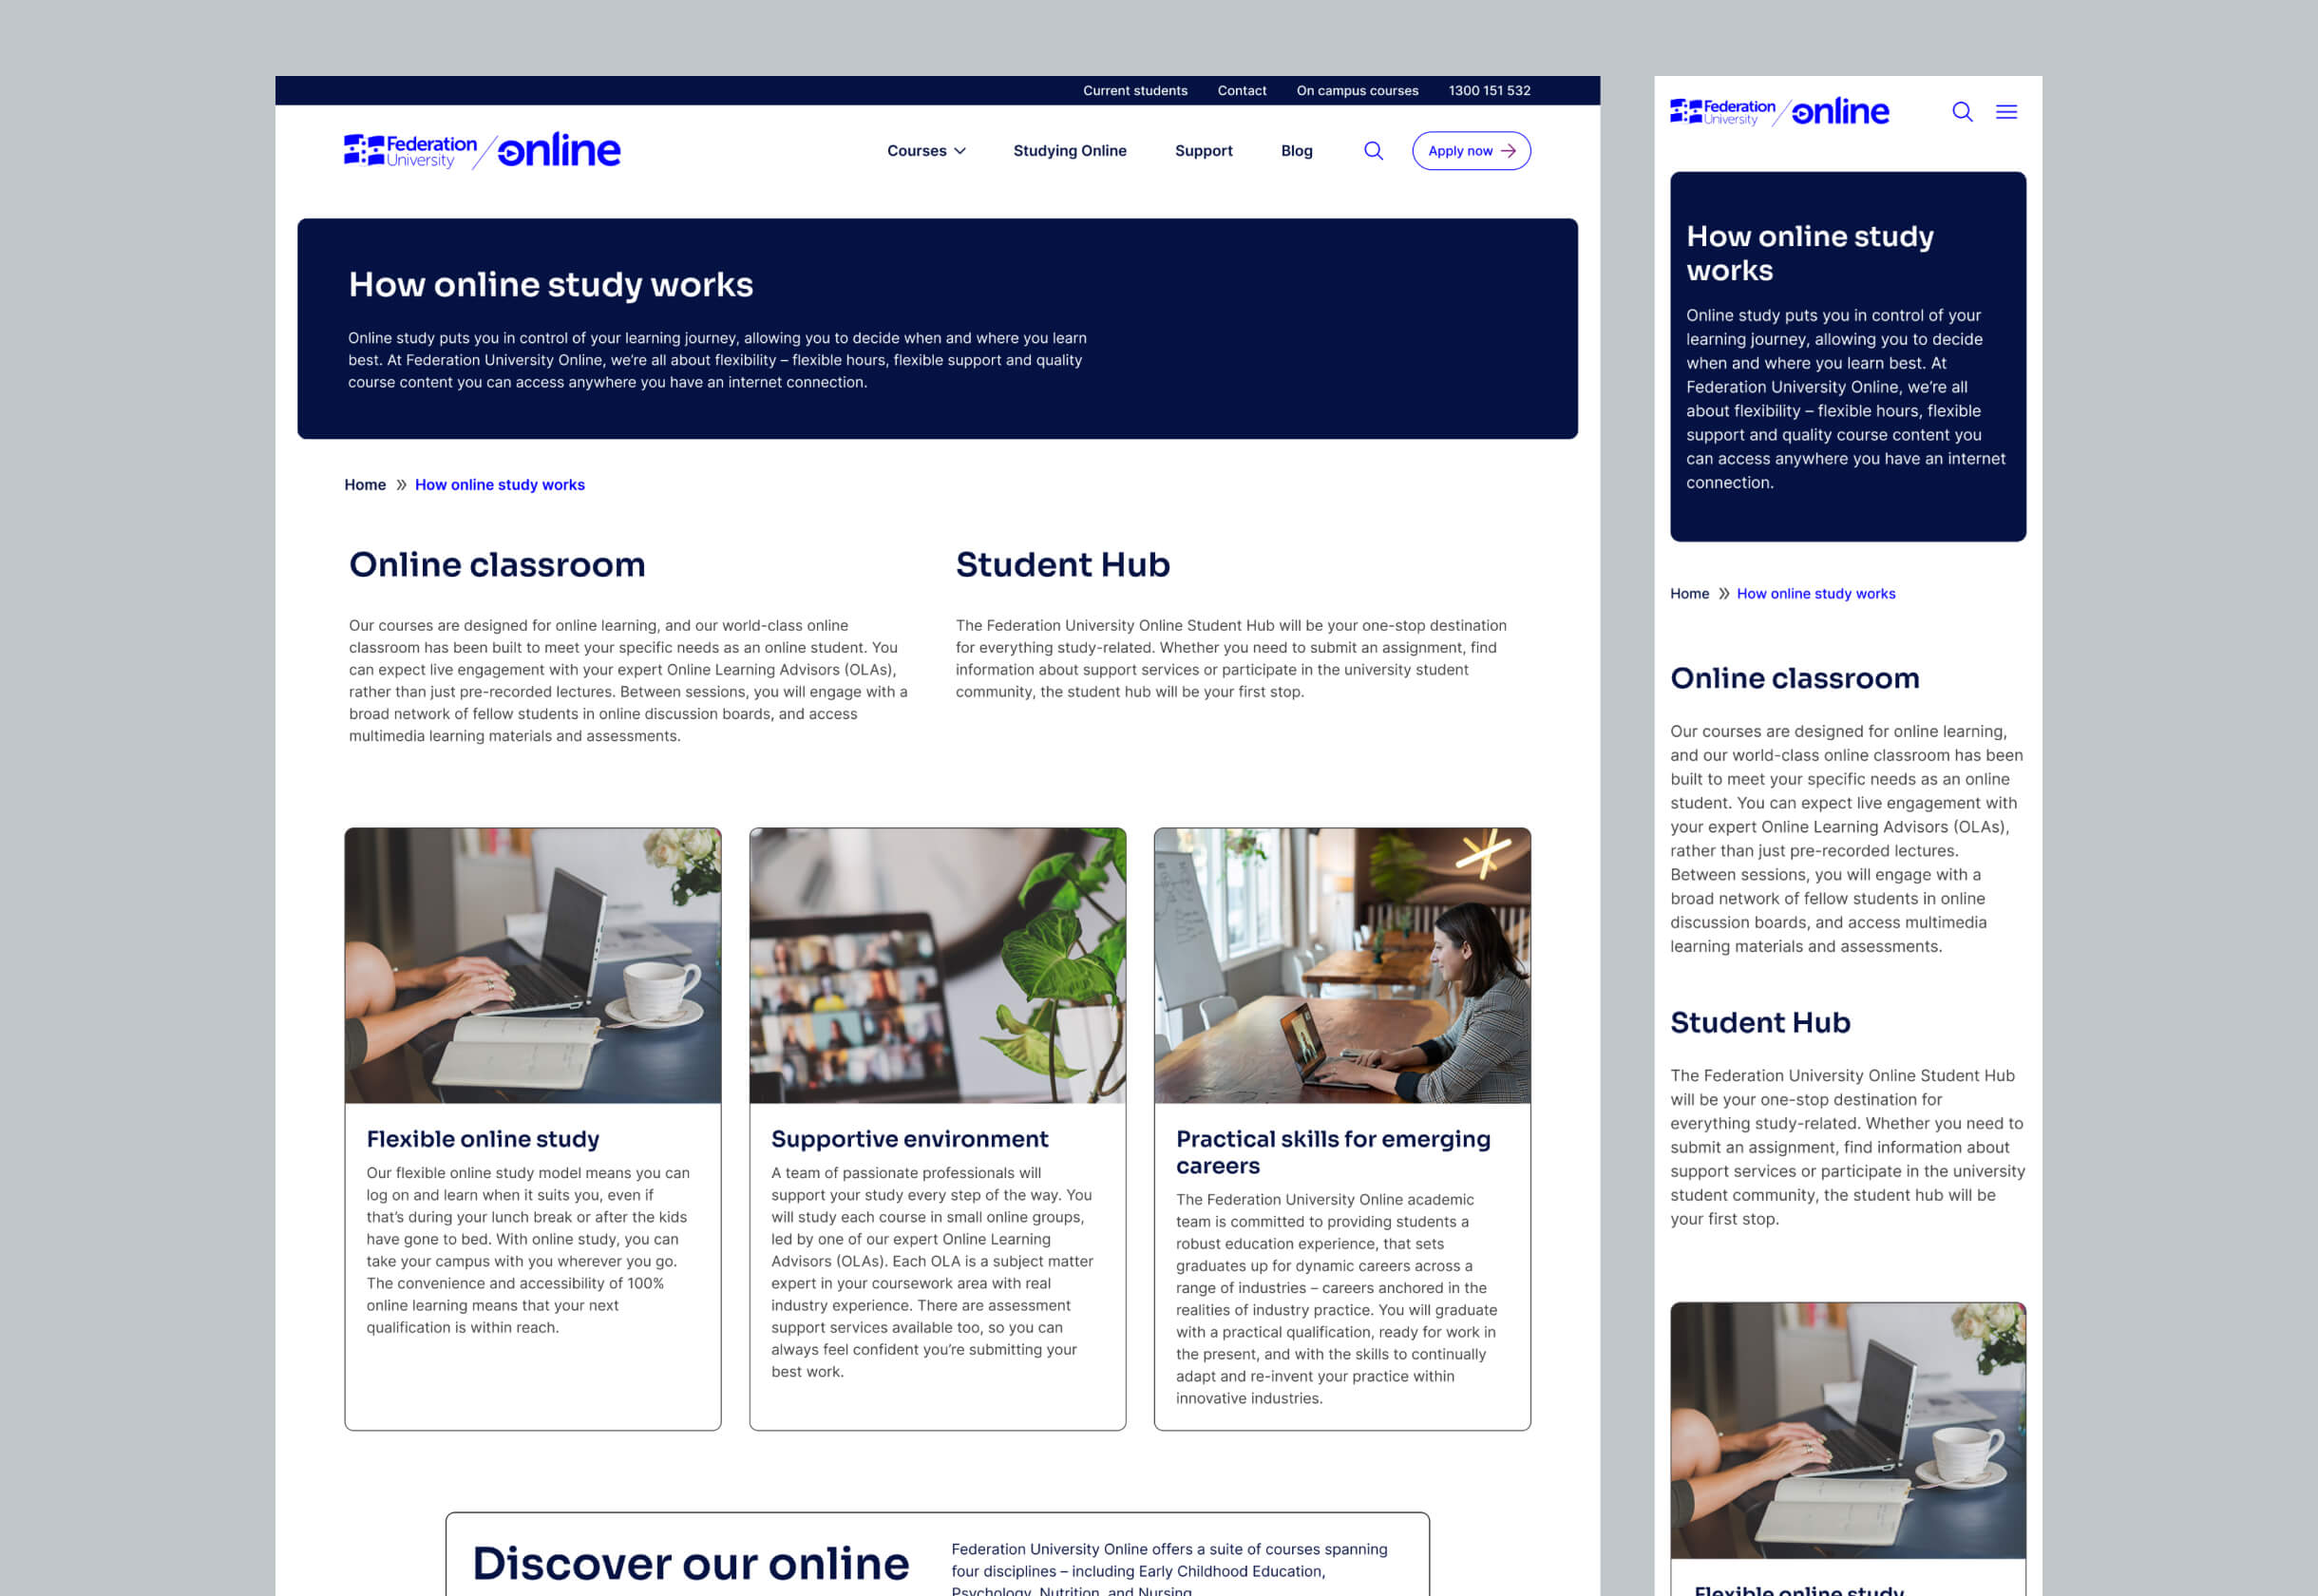 Current students Contact On campus courses 1300 151 532
Federation
University
online
Courses Studying Online Support Blog Apply now
How online study works
Online study puts you in control of your learning journey, allowing you to decide when and where you learn
best. At Federation University Online, we're all about flexibility – flexible hours, flexible support and quality
course content you can access anywhere you have an internet connection.
Home » How online study works
Online classroom
Our courses are designed for online learning, and our world-class online
classroom has been built to meet your specific needs as an online student. You
can expect live engagement with your expert Online Learning Advisors (OLAs),
rather than just pre-recorded lectures. Between sessions, you will engage with a
broad network of fellow students in online discussion boards, and access
multimedia learning materials and assessments.
Student Hub
The Federation University Online Student Hub will be your one-stop destination
for everything study-related. Whether you need to submit an assignment, find
information about support services or participate in the university student
community, the student hub will be your first stop.
Flexible online study
Our flexible online study model means you can
log on and learn when it suits you, even if
that's during your lunch break or after the kids
have gone to bed. With online study, you can
take your campus with you wherever you go.
The convenience and accessibility of 100%
online learning means that your next
qualification is within reach.
Supportive environment
A team of passionate professionals will
support your study every step of the way. You
will study each course in small online groups,
led by one of our expert Online Learning
Advisors (OLAs). Each OLA is a subject matter
expert in your coursework area with real
industry experience. There are assessment
support services available too, so you can
always feel confident you're submitting your
best work.
Practical skills for emerging
careers
The Federation University Online academic
team is committed to providing students a
robust education experience, that sets
graduates up for dynamic careers across a
range of industries – careers anchored in the
realities of industry practice. You will graduate
with a practical qualification, ready for work in
the present, and with the skills to continually
adapt and re-invent your practice within
innovative industries.
Discover our online
Federation University Online offers a suite of courses spanning
four disciplines – including Early Childhood Education,
Psychology, Nutrition, and Nursing
Federation
University
online
How online study
works
Online study puts you in control of your
learning journey, allowing you to decide
when and where you learn best. At
Federation University Online, we're all
about flexibility – flexible hours, flexible
support and quality course content you
can access anywhere you have an internet
connection.
Home » How online study works
Online classroom
Our courses are designed for online learning,
and our world-class online classroom has been
built to meet your specific needs as an online
student. You can expect live engagement with
your expert Online Learning Advisors (OLAs),
rather than just pre-recorded lectures.
Between sessions, you will engage with a
broad network of fellow students in online
discussion boards, and access multimedia
learning materials and assessments.
Student Hub
The Federation University Online Student Hub
will be your one-stop destination for
everything study-related. Whether you need to
submit an assignment, find information about
support services or participate in the university
student community, the student hub will be
your first stop.
Flexible online study